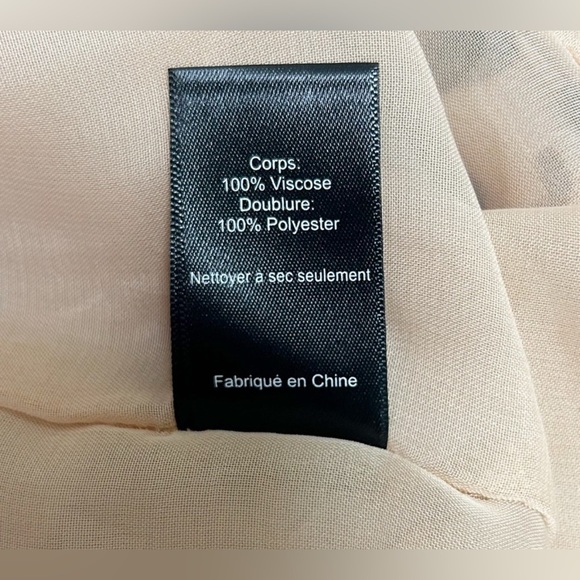 Corps:
100% Viscose
Doublure:
100% Polyester
Nettoyer a sec seulement
Fabriqué en Chine